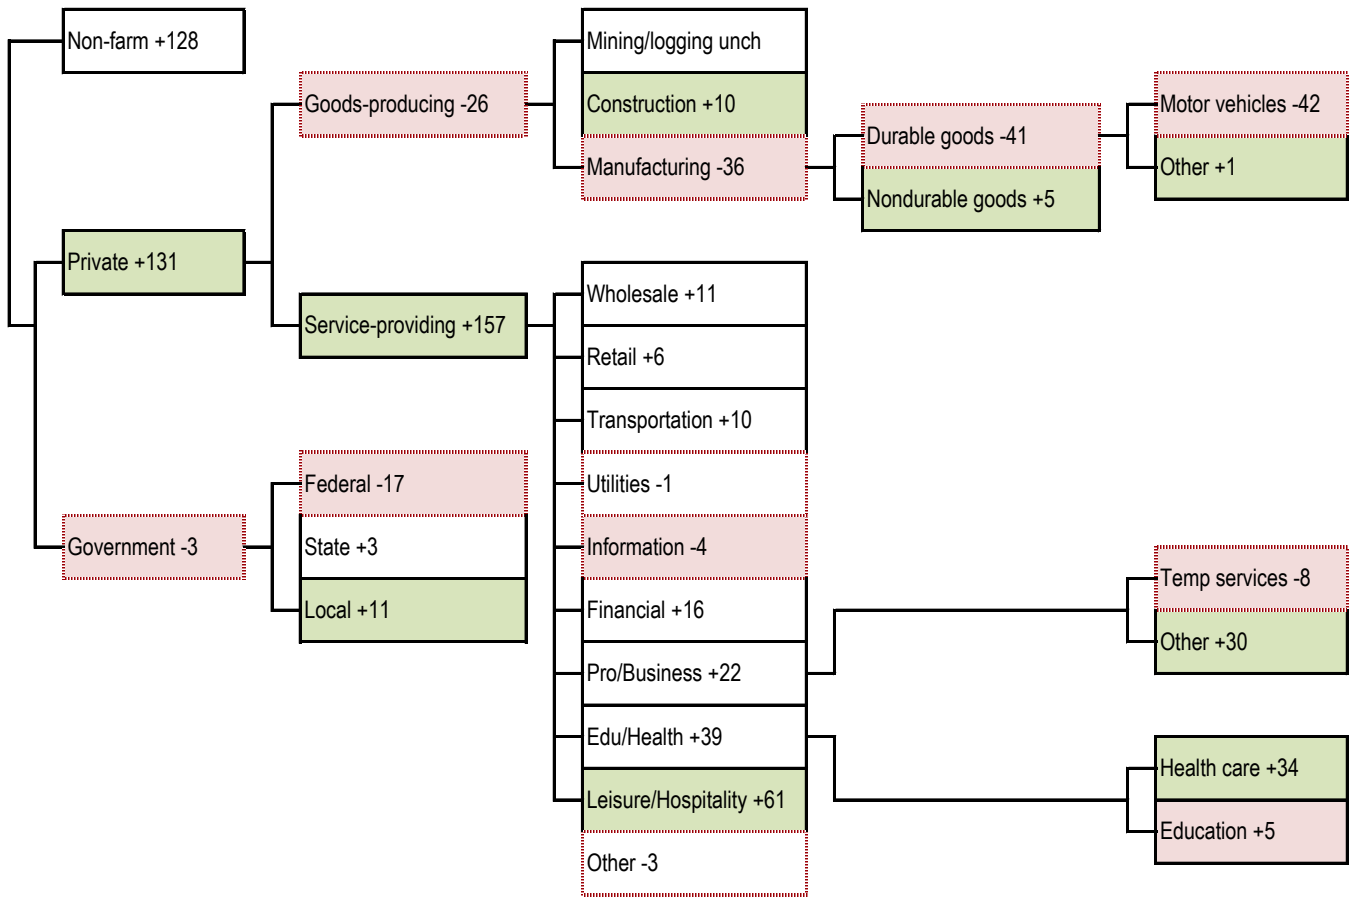 Non-farm +128
Private +131
Government -3
Goods-producing -26
Service-providing +157
Federal -17
State +3
Local +11
Mining/logging unch
Construction +10
Manufacturing -36
Wholesale +11
Retail +6
Transportation +10
Utilities -1
Information -4
Financial +16
Pro/Business +22
Edu/Health +39
Leisure/Hospitality +61
Other -3
Durable goods -41
Nondurable goods +5
Motor vehicles -42
Other +1
Temp services -8
Other +30
Health care +34
Education +5